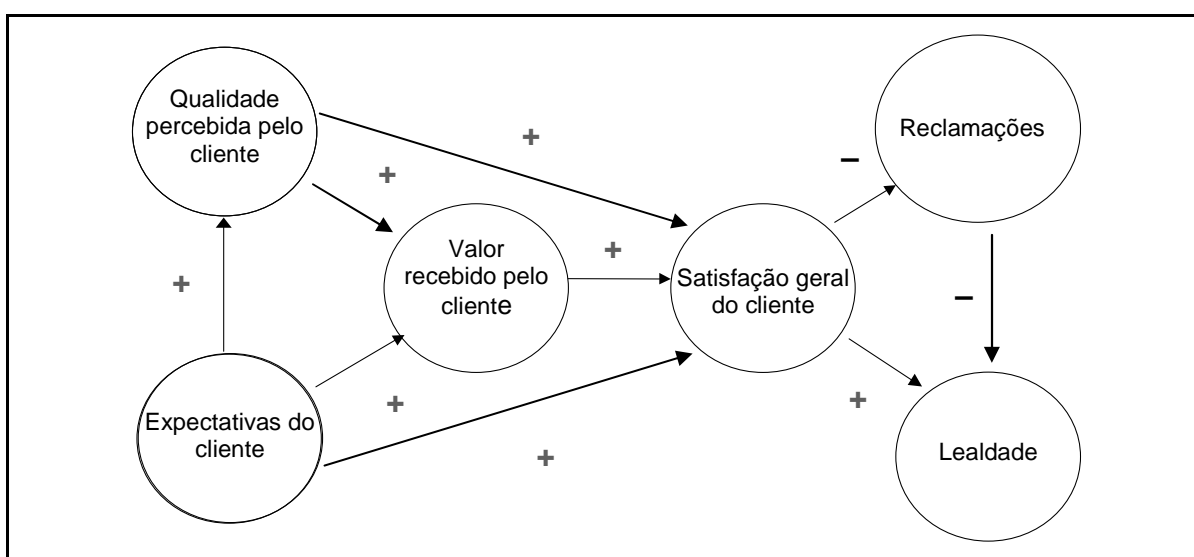 Qualidade
percebida pelo
cliente
+
+
Reclamações
–
Valor
recebido pelo
cliente
+
Satisfação geral
do cliente
+
–
Expectativas do
cliente
+
+
+
Lealdade